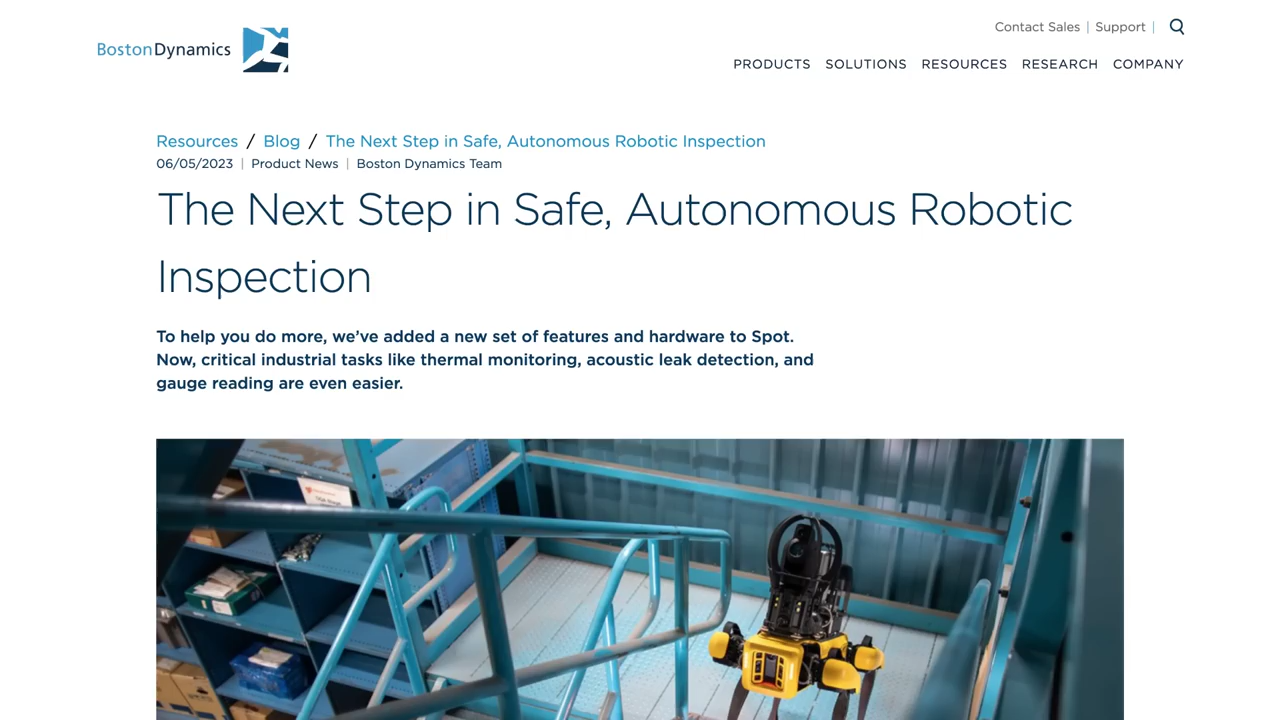 Contact Sales | Support |
BostonDynamics
PRODUCTS SOLUTIONS RESOURCES RESEARCH COMPANY
Resources / Blog / The Next Step in Safe, Autonomous Robotic Inspection
06/05/2023 | Product News | Boston Dynamics Team
The Next Step in Safe, Autonomous Robotic
Inspection
To help you do more, we’ve added a new set of features and hardware to Spot.
Now, critical industrial tasks like thermal monitoring, acoustic leak detection, and
gauge reading are even easier.